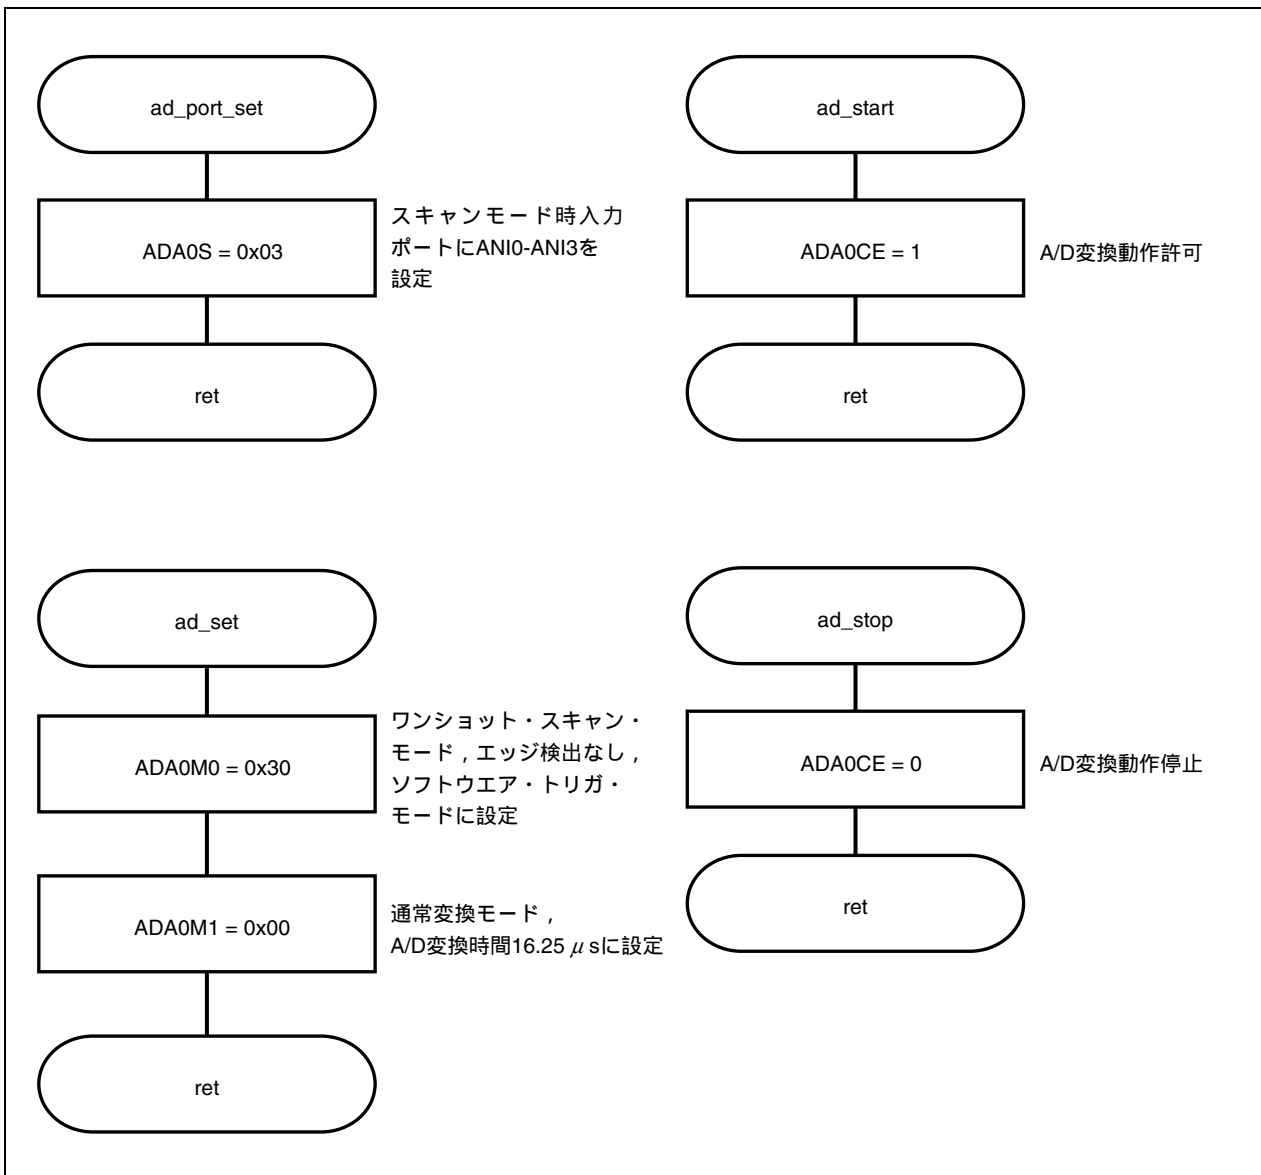 ad_port_set
ADA0S = 0x03
スキャンモード時入力
ポートにANI0-ANI3を
設定
ret
ad_start
ADA0CE = 1
A/D変換動作許可
ret
ad_set
ADA0M0 = 0x30
ワンショット・スキャン・
モード，エッジ検出なし，
ソフトウエア・トリガ・
モードに設定
ADA0M1 = 0x00
通常変換モード，
A/D変換時間16.25 μsに設定
ret
ad_stop
ADA0CE = 0
A/D変換動作停止
ret